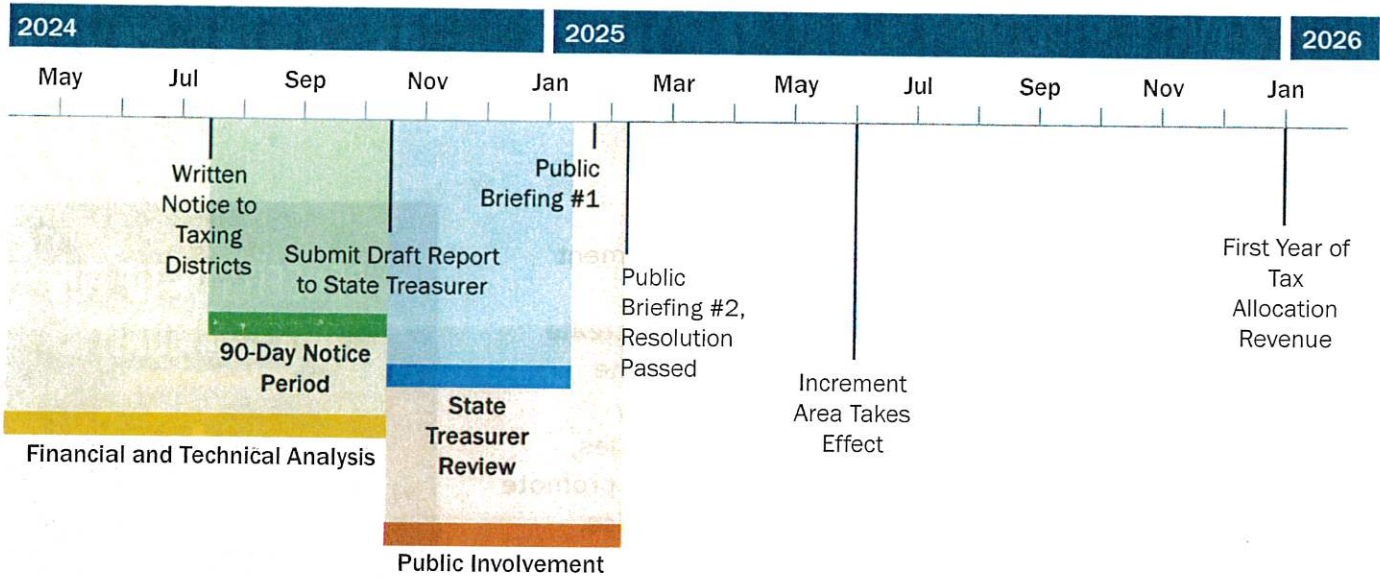 2024
2025
2026
May
Jul
Sep
Nov
Jan
Mar
May
Jul
Sep
Nov
Jan
Written
Notice to
Taxing
Districts
Submit Draft Report
to State Treasurer
Public
Briefing #1
Public
Briefing #2,
Resolution
Passed
Increment
Area Takes
Effect
First Year of
Tax
Allocation
Revenue
90-Day Notice
Period
State
Treasurer
Review
Financial and Technical Analysis
Public Involvement